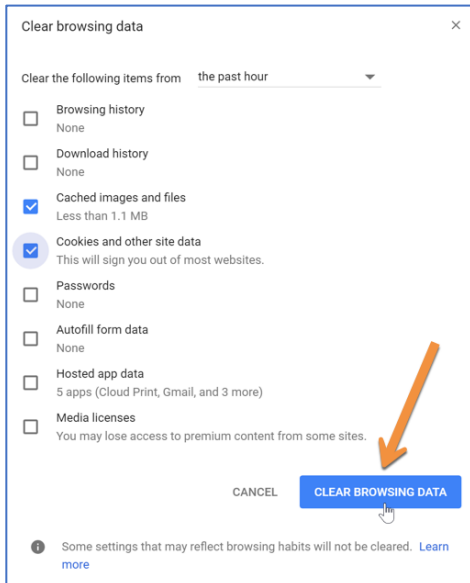 Clear browsing data
Clear the following items from the past hour
Browsing history
None
Download history
None
Cached images and files
Less than 1.1 MB
Cookies and other site data
This will sign you out of most websites.
Passwords
None
Autofill form data
None
Hosted app data
5 apps (Cloud Print, Gmail, and 3 more)
Media licenses
You may lose access to premium content from some sites.
CANCEL CLEAR BROWSING DATA
Some settings that may reflect browsing habits will not be cleared. Learn
more